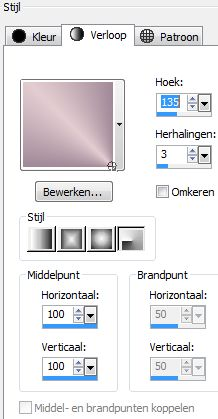 Stijl
Kleur Verloop Patroon
Hoek:
135
Herhalingen:
3
Bewerken...
Omkeren
Stijl
Middelpunt Brandpunt
Horizontaal: Horizontaal:
100 50
Verticaal: Verticaal:
100 50
Middel- en brandpunten koppelen